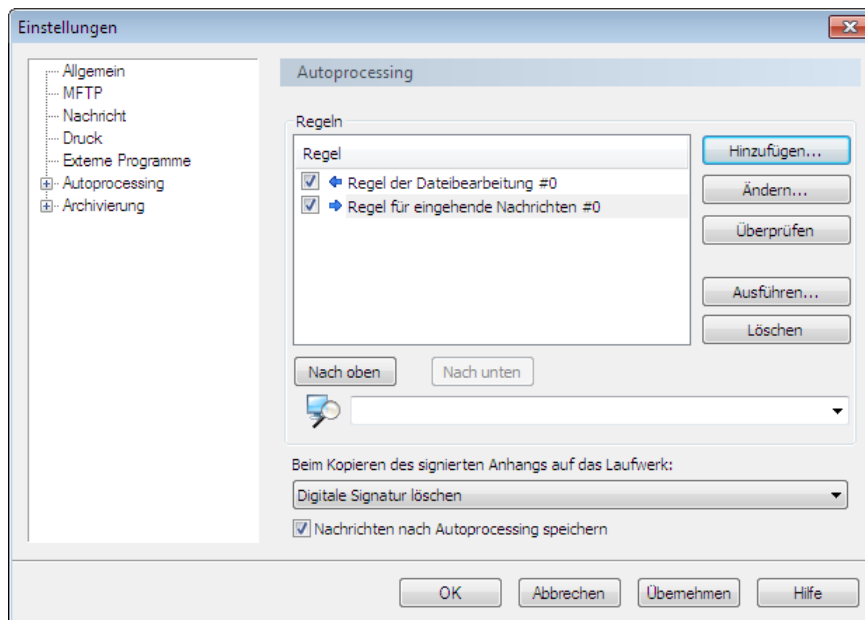 Einstellungen
Allgemein
MFTP
Nachricht
Druck
Externe Programme
Autoprocessing
Archivierung
Autoprocessing
Regeln
Regel
Regel der Dateibearbeitung #0
Regel für eingehende Nachrichten #0
Hinzufügen...
Ändern...
Überprüfen
Ausführen...
Löschen
Nach oben
Nach unten
Beim Kopieren des signierten Anhangs auf das Laufwerk:
Digitale Signatur löschen
Nachrichten nach Autoprocessing speichern
OK
Abbrechen
Übernehmen
Hilfe